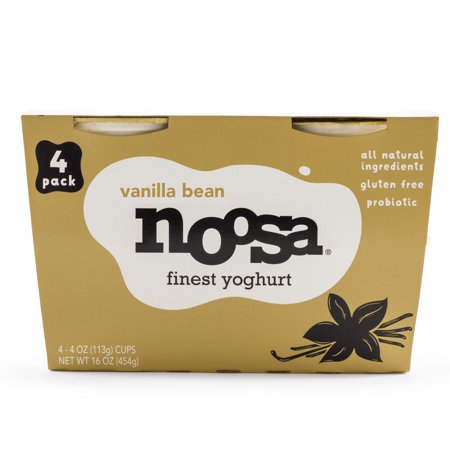 4
pack
vanilla bean
noosa®
finest yoghurt
all natural
ingredients
gluten free
probiotic
4 - 4 OZ (113g) CUPS
NET WT 16 OZ (454g)